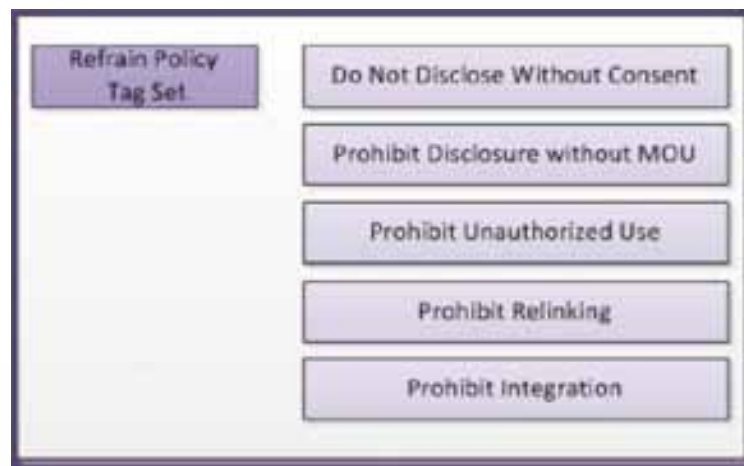 Refrain Policy
Tag Set
Do Not Disclose Without Consent
Prohibit Disclosure without MOU
Prohibit Unauthorized Use
Prohibit Relinking
Prohibit Integration